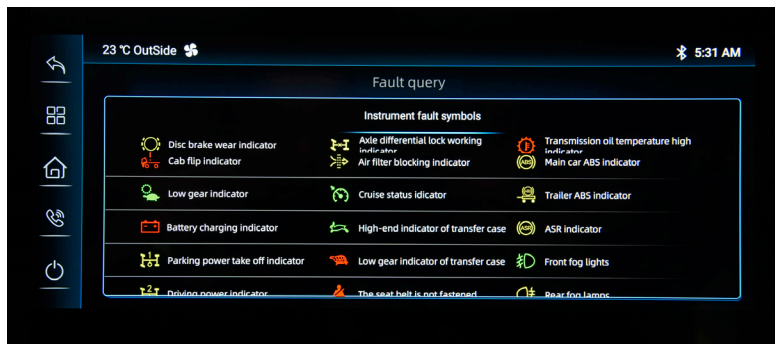 23 ℃ OutSide
5:31 AM
Fault query
Instrument fault symbols
Disc brake wear indicator
Axle differential lock working
indicator
Transmission oil temperature high
indicator
Cab flip indicator
Air filter blocking indicator
ABS
Main car ABS indicator
Low gear indicator
Cruise status idicator
Trailer ABS indicator
Battery charging indicator
High-end indicator of transfer case
ASR
ASR indicator
1
Parking power take off indicator
Low gear indicator of transfer case
Front fog lights
2
Driving power indicator
The seat belt is not fastened
Rear fog lamps